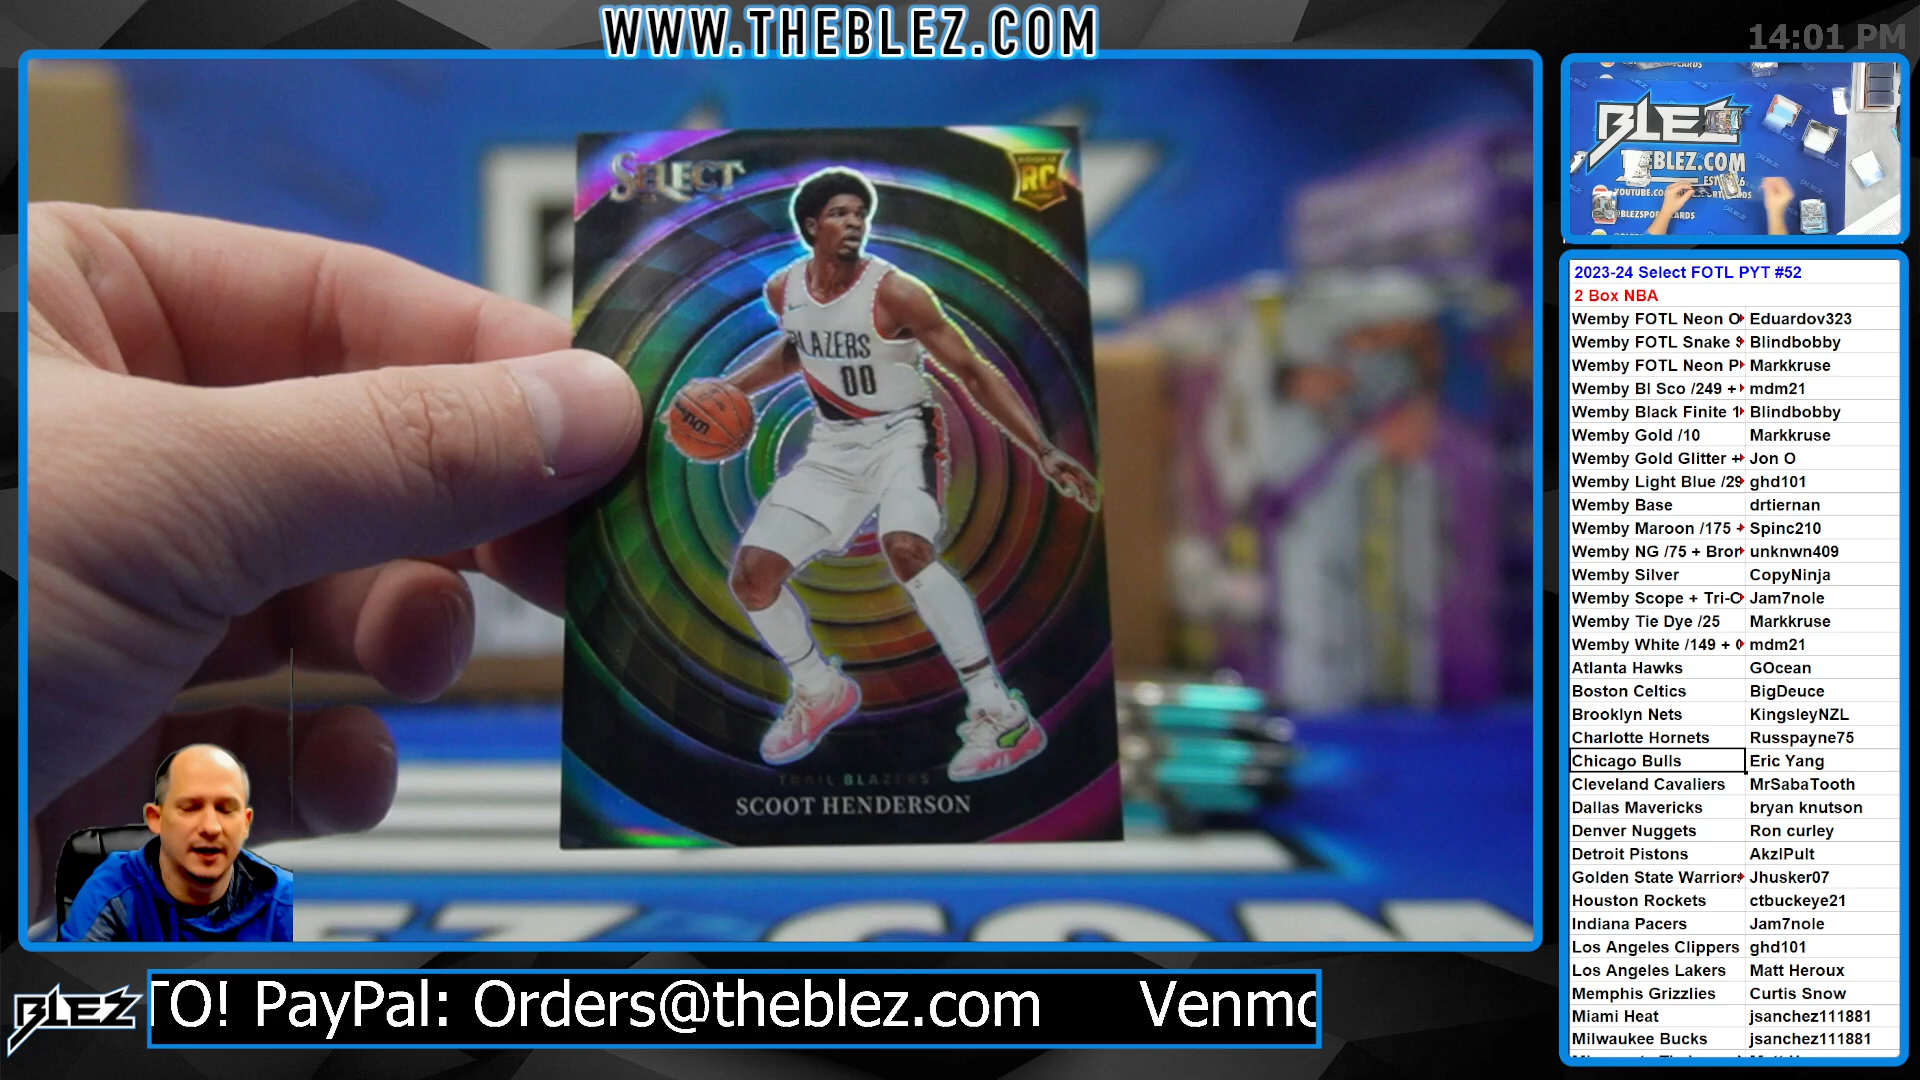 WWW.THEBLEZ.COM
14:01 PM
SELECT
ROOKIE
RC
BLAZERS
00
TRAIL BLAZERS
SCOOT HENDERSON
BLEZ
THEBLEZ.COM
2023-24 Select FOTL PYT #52
2 Box NBA
Wemby FOTL Neon O Eduardov323
Wemby FOTL Snake S Blindbobby
Wemby FOTL Neon P Markkruse
Wemby Bl Sco /249 + mdm21
Wemby Black Finite 1 Blindbobby
Wemby Gold /10 Markkruse
Wemby Gold Glitter + Jon O
Wemby Light Blue /29 ghd101
Wemby Base drtiernan
Wemby Maroon /175 + Spinc210
Wemby NG /75 + Bron unknwn409
Wemby Silver CopyNinja
Wemby Scope + Tri-C Jam7nole
Wemby Tie Dye /25 Markkruse
Wemby White /149 + mdm21
Atlanta Hawks GOcean
Boston Celtics BigDeuce
Brooklyn Nets KingsleyNZL
Charlotte Hornets Russpayne75
Chicago Bulls Eric Yang
Cleveland Cavaliers MrSabaTooth
Dallas Mavericks bryan knutson
Denver Nuggets Ron curley
Detroit Pistons AkzlPult
Golden State Warriors Jhusker07
Houston Rockets ctbuckeye21
Indiana Pacers Jam7nole
Los Angeles Clippers ghd101
Los Angeles Lakers Matt Heroux
Memphis Grizzlies Curtis Snow
Miami Heat jsanchez111881
Milwaukee Bucks jsanchez111881
BLEZ
TO! PayPal: Orders@theblez.com Venmo